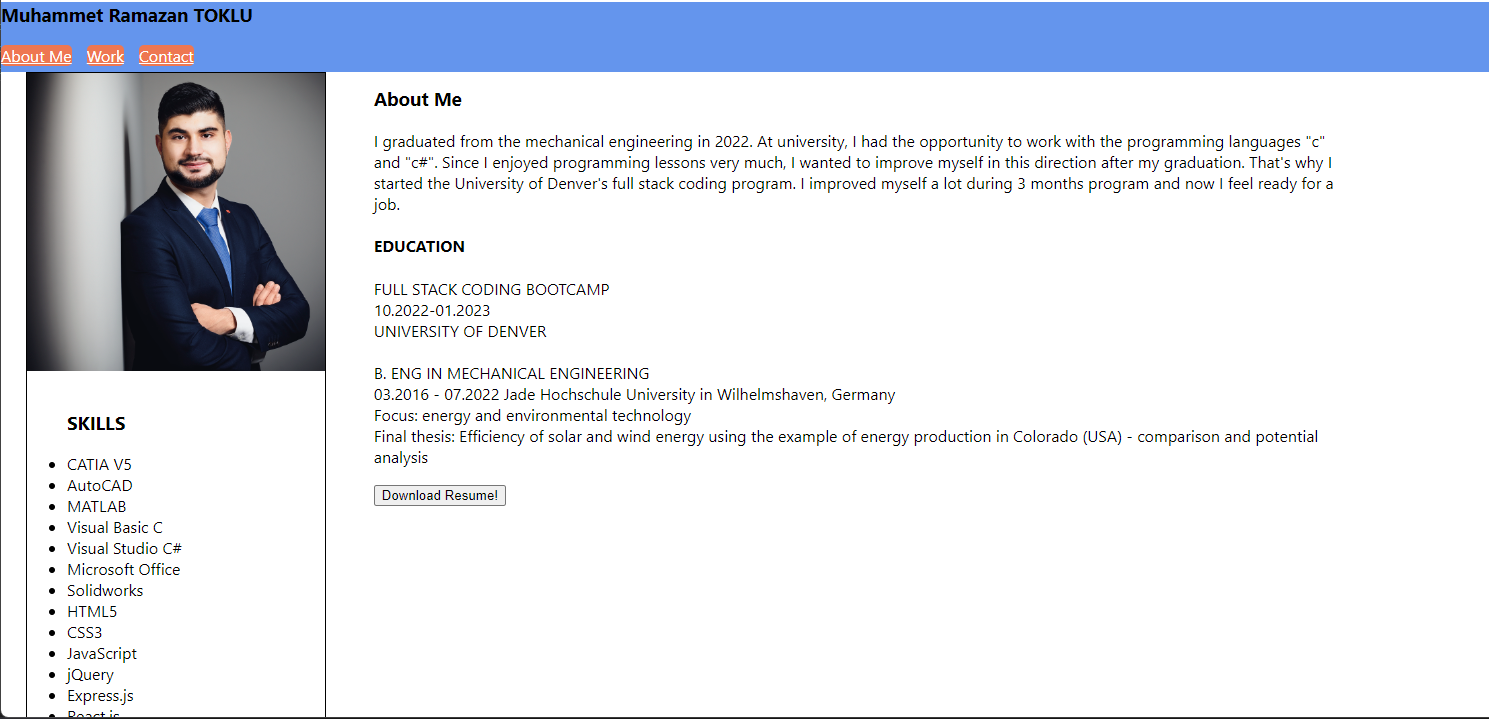 Muhammet Ramazan TOKLU
About Me Work Contact
About Me
I graduated from the mechanical engineering in 2022. At university, I had the opportunity to work with the programming languages "c"
and "c#". Since I enjoyed programming lessons very much, I wanted to improve myself in this direction after my graduation. That's why I
started the University of Denver's full stack coding program. I improved myself a lot during 3 months program and now I feel ready for a
job.
EDUCATION
FULL STACK CODING BOOTCAMP
10.2022-01.2023
UNIVERSITY OF DENVER
B. ENG IN MECHANICAL ENGINEERING
03.2016 - 07.2022 Jade Hochschule University in Wilhelmshaven, Germany
Focus: energy and environmental technology
Final thesis: Efficiency of solar and wind energy using the example of energy production in Colorado (USA) - comparison and potential
analysis
Download Resume!
SKILLS
CATIA V5
AutoCAD
MATLAB
Visual Basic C
Visual Studio C#
Microsoft Office
Solidworks
HTML5
CSS3
JavaScript
jQuery
Express.js
React.js